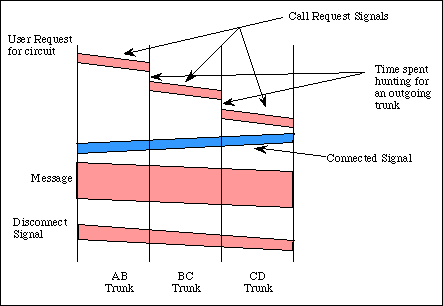 Call Request Signals
User Request
for circuit
Time spent
hunting for
an outgoing
trunk
Connected Signal
Message
Disconnect
Signal
AB
Trunk
BC
Trunk
CD
Trunk